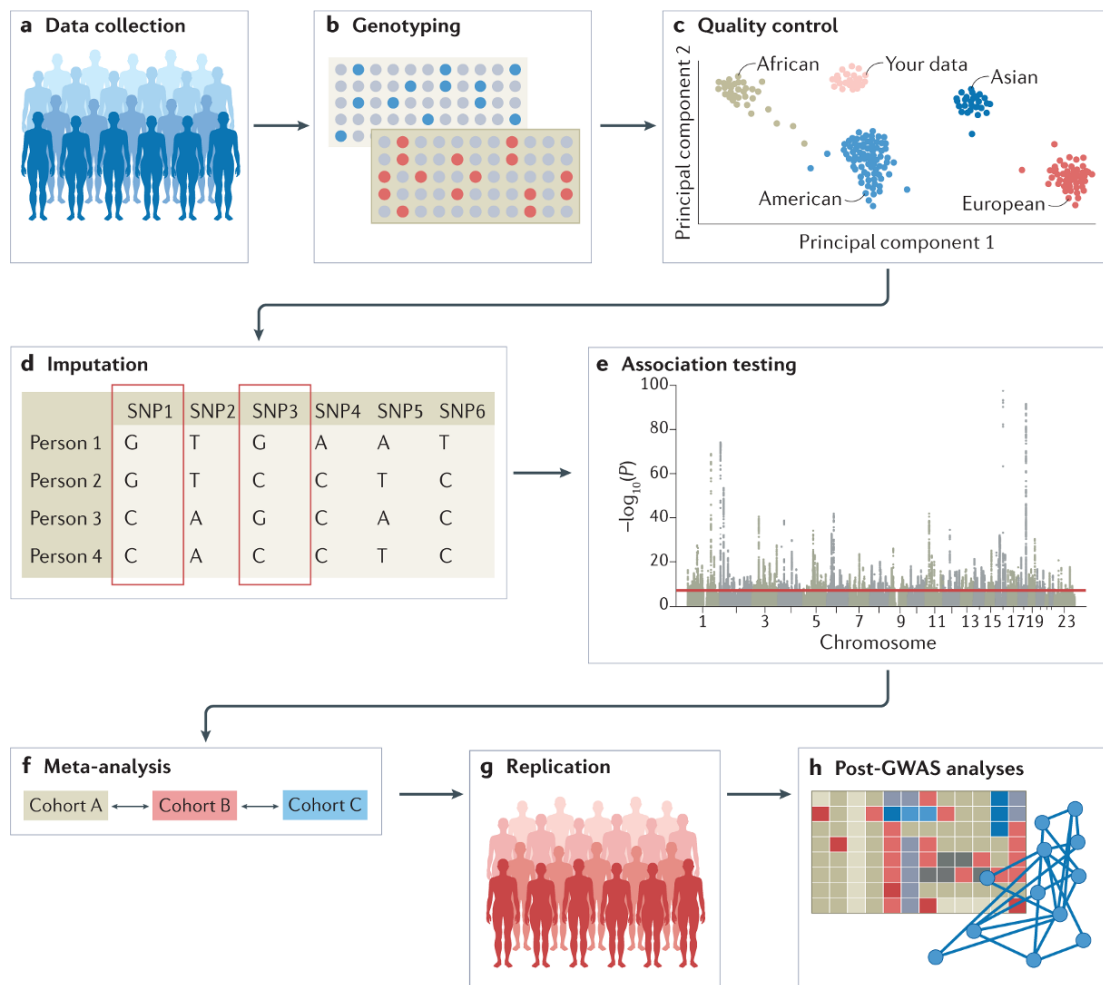 a Data collection
b Genotyping
c Quality control
African
Your data
Asian
American
European
Principal component 2
Principal component 1
d Imputation
SNP1 SNP2 SNP3 SNP4 SNP5 SNP6
Person 1 G T G A A T
Person 2 G T C C T C
Person 3 C A G C A C
Person 4 C A C C T C
e Association testing
100
80
60
40
20
0
–log10(P)
1 3 5 7 9 11 13 15 17 19 23
Chromosome
f Meta-analysis
Cohort A Cohort B Cohort C
g Replication
h Post-GWAS analyses